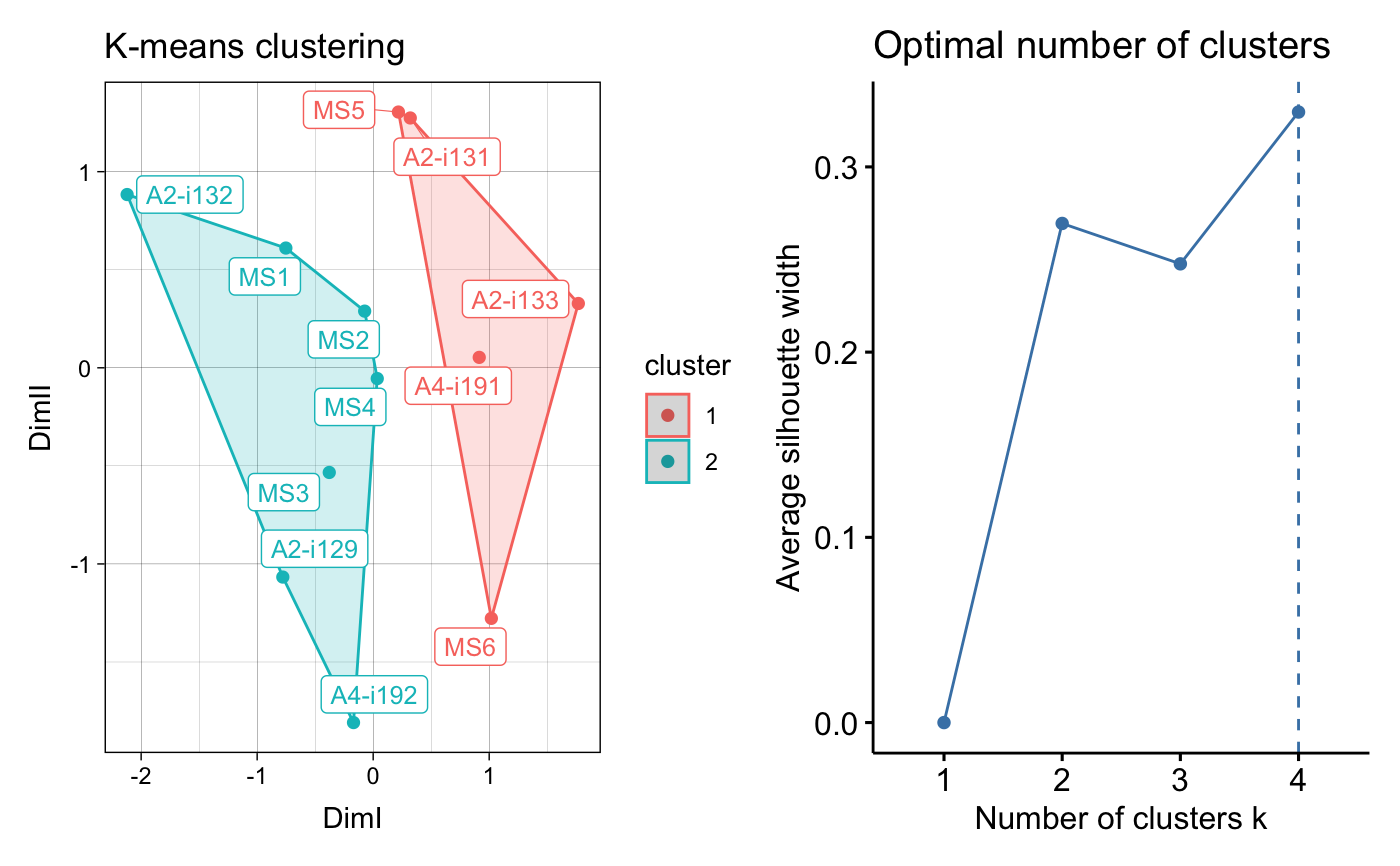 K-means clustering
MS5
A2-i131
A2-i132
MS1
A2-i133
MS2
A4-i191
MS4
MS3
A2-i129
MS6
A4-i192
1
0
-1
DimII
-2
-1
0
1
DimI
cluster
1
2
Optimal number of clusters
0.3
0.2
0.1
0.0
Average silhouette width
1
2
3
4
Number of clusters k